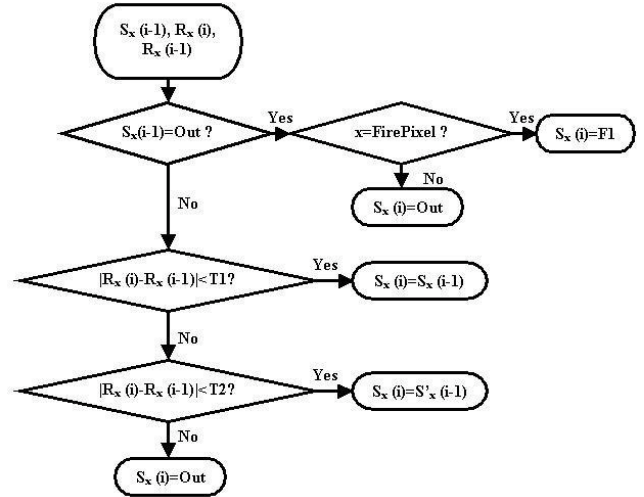 Sx (i-1), Rx (i),
Rx (i-1)
Sx(i-1)=Out ?
Yes
x=FirePixel ?
Yes
Sx (i)=F1
No
Sx (i)=Out
No
|Rx (i)-Rx (i-1)|<T1?
Yes
Sx (i)=Sx (i-1)
No
|Rx (i)-Rx (i-1)|<T2?
Yes
Sx (i)=S'x (i-1)
No
Sx (i)=Out